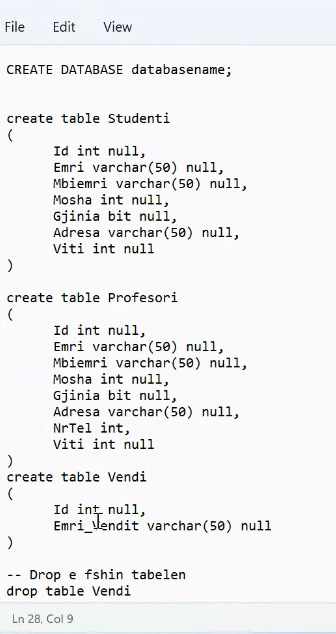 File Edit View
CREATE DATABASE databasename;
create table Studenti
(
Id int null,
Emri varchar(50) null,
Mbiemri varchar(50) null,
Mosha int null,
Gjinia bit null,
Adresa varchar(50) null,
Viti int null
)
create table Profesori
(
Id int null,
Emri varchar(50) null,
Mbiemri varchar(50) null,
Mosha int null,
Gjinia bit null,
Adresa varchar(50) null,
NrTel int,
Viti int null
)
create table Vendi
(
Id int null,
Emri_Vendit varchar(50) null
)
-- Drop e fshin tabelen
drop table Vendi
Ln 28, Col 9